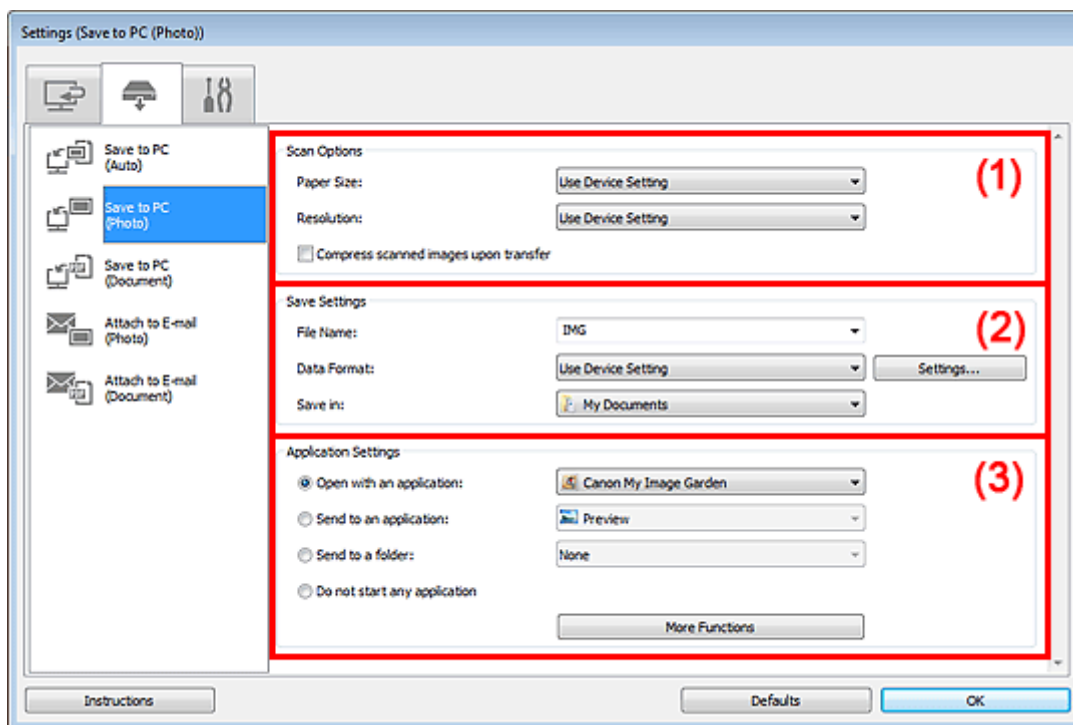 Settings (Save to PC (Photo))
Save to PC
(Auto)
Save to PC
(Photo)
Save to PC
(Document)
Attach to E-mail
(Photo)
Attach to E-mail
(Document)
Scan Options
(1)
Paper Size: Use Device Setting
Resolution: Use Device Setting
Compress scanned images upon transfer
Save Settings
(2)
File Name: IMG
Data Format: Use Device Setting Settings...
Save in: My Documents
Application Settings
(3)
Open with an application: Canon My Image Garden
Send to an application: Preview
Send to a folder: None
Do not start any application
More Functions
Instructions Defaults OK